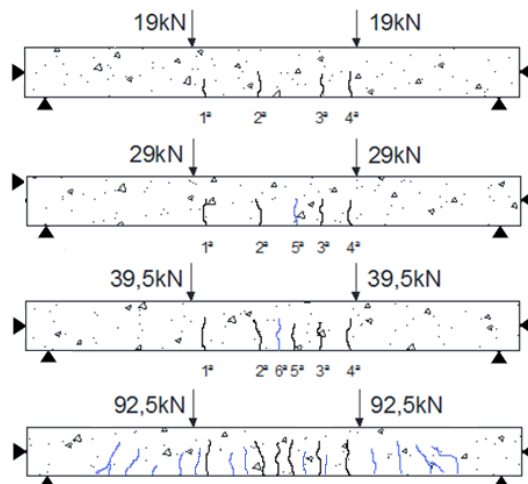 19kN 19kN
1ª 2ª 3ª 4ª
29kN 29kN
1ª 2ª 5ª 3ª 4ª
39,5kN 39,5kN
1ª 2ª 6ª 5ª 3ª 4ª
92,5kN 92,5kN